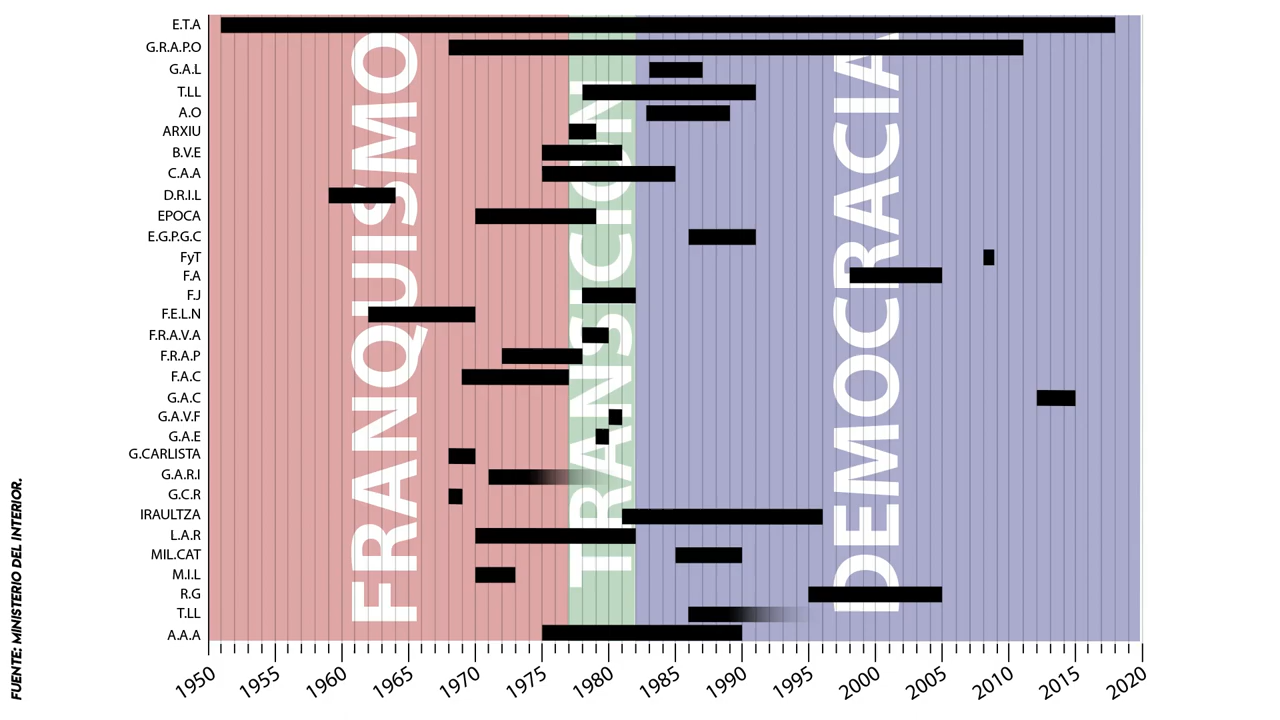 E.T.A
G.R.A.P.O
G.A.L
T.LL
A.O
ARXIU
B.V.E
C.A.A
D.R.I.L
EPOCA
E.G.P.G.C
FyT
F.A
F.J
F.E.L.N
F.R.A.V.A
F.R.A.P
F.A.C
G.A.C
G.A.V.F
G.A.E
G.CARLISTA
G.A.R.I
G.C.R
IRAULTZA
L.A.R
MIL.CAT
M.I.L
R.G
T.LL
A.A.A
FRANQUISMO
TRANSICIÓN
DEMOCRACIA
1950 1955 1960 1965 1970 1975 1980 1985 1990 1995 2000 2005 2010 2015 2020
FUENTE: MINISTERIO DEL INTERIOR.